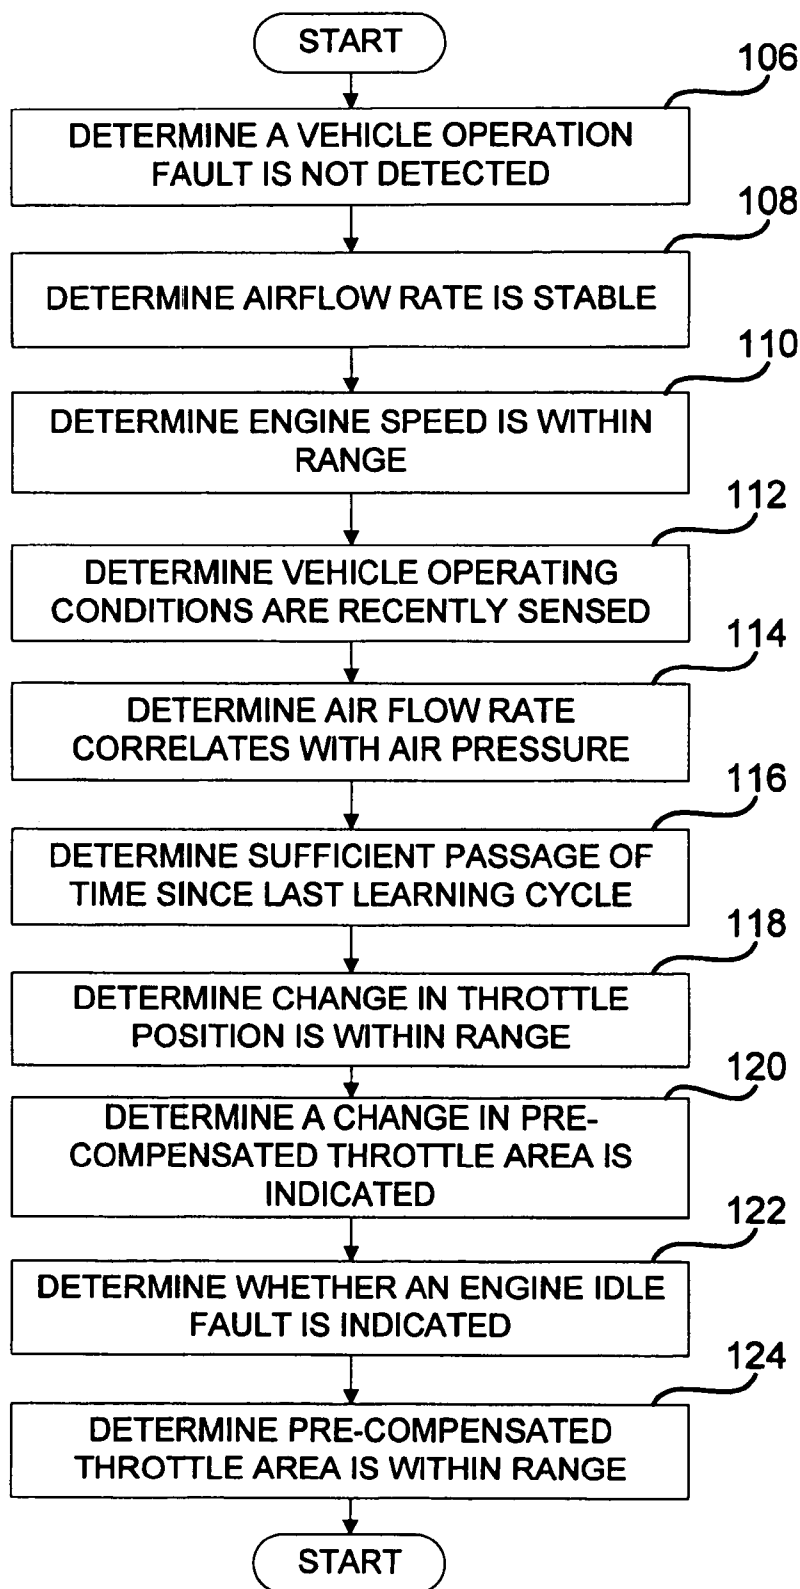 START
106
DETERMINE A VEHICLE OPERATION
FAULT IS NOT DETECTED
108
DETERMINE AIRFLOW RATE IS STABLE
110
DETERMINE ENGINE SPEED IS WITHIN
RANGE
112
DETERMINE VEHICLE OPERATING
CONDITIONS ARE RECENTLY SENSED
114
DETERMINE AIR FLOW RATE
CORRELATES WITH AIR PRESSURE
116
DETERMINE SUFFICIENT PASSAGE OF
TIME SINCE LAST LEARNING CYCLE
118
DETERMINE CHANGE IN THROTTLE
POSITION IS WITHIN RANGE
120
DETERMINE A CHANGE IN PRE-
COMPENSATED THROTTLE AREA IS
INDICATED
122
DETERMINE WHETHER AN ENGINE IDLE
FAULT IS INDICATED
124
DETERMINE PRE-COMPENSATED
THROTTLE AREA IS WITHIN RANGE
START